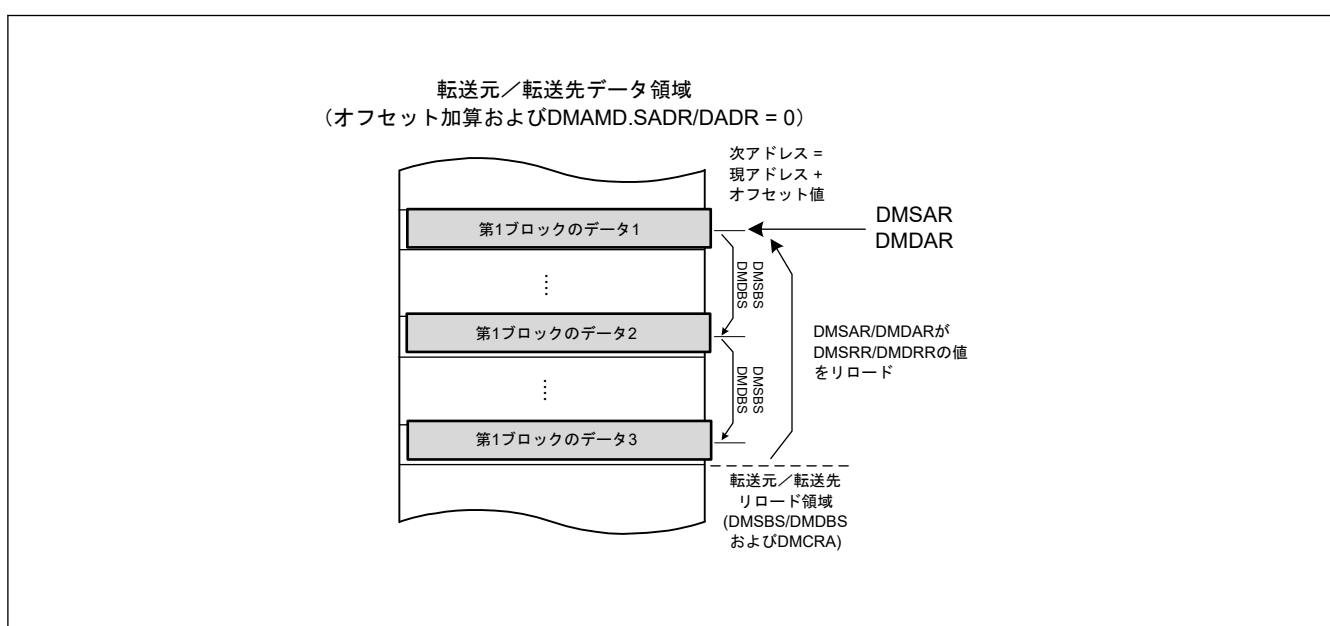 転送元／転送先データ領域
（オフセット加算およびDMAMD.SADR/DADR = 0）
次アドレス =
現アドレス +
オフセット値
DMSAR
DMDAR
第1ブロックのデータ1
DMSBS
DMDBS
⋮
第1ブロックのデータ2
DMSAR/DMDARが
DMSRR/DMDRRの値
をリロード
DMSBS
DMDBS
⋮
第1ブロックのデータ3
転送元／転送先
リロード領域
(DMSBS/DMDBS
およびDMCRA)